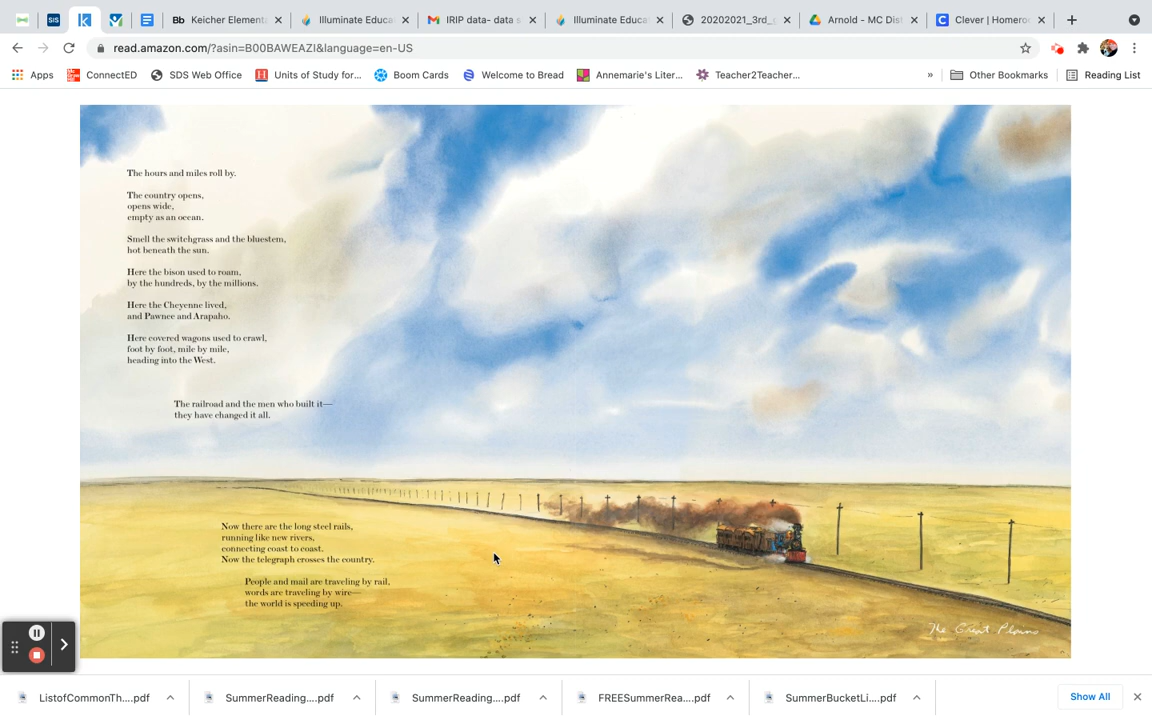 Keicher Elementa
Illuminate Educa
IRIP data- data s
Illuminate Educa
20202021_3rd_g
Arnold - MC Dist
Clever | Homeroo
read.amazon.com/?asin=B00BAWEAZI&language=en-US
Apps
ConnectED
SDS Web Office
Units of Study for...
Boom Cards
Welcome to Bread
Annemarie's Liter...
Teacher2Teacher...
»
Other Bookmarks
Reading List
The hours and miles roll by.
The country opens,
opens wide,
empty as an ocean.
Smell the switchgrass and the bluestem,
hot beneath the sun.
Here the bison used to roam,
by the hundreds, by the millions.
Here the Cheyenne lived,
and Pawnee and Arapaho.
Here covered wagons used to crawl,
foot by foot, mile by mile,
heading into the West.
The railroad and the men who built it—
they have changed it all.
Now there are the long steel rails,
running like new rivers,
connecting coast to coast.
Now the telegraph crosses the country.
People and mail are traveling by rail,
words are traveling by wire—
the world is speeding up.
The Great Plains
ListofCommonTh....pdf
SummerReading....pdf
SummerReading....pdf
FREESummerRea....pdf
SummerBucketLi....pdf
Show All